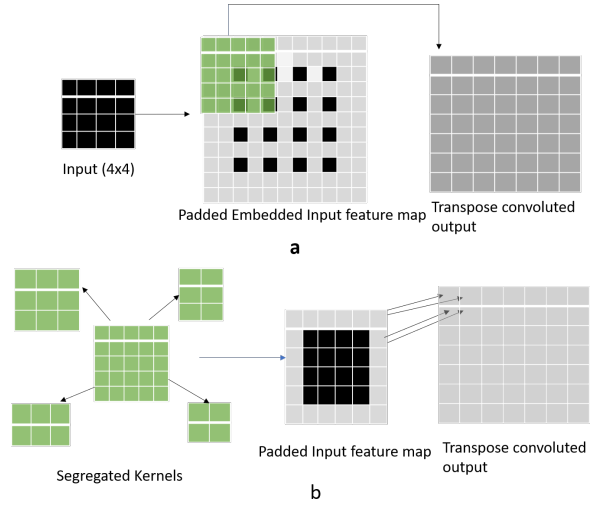 Input (4x4)
Padded Embedded Input feature map
Transpose convoluted
output
a
Segregated Kernels
Padded Input feature map
Transpose convoluted
output
b